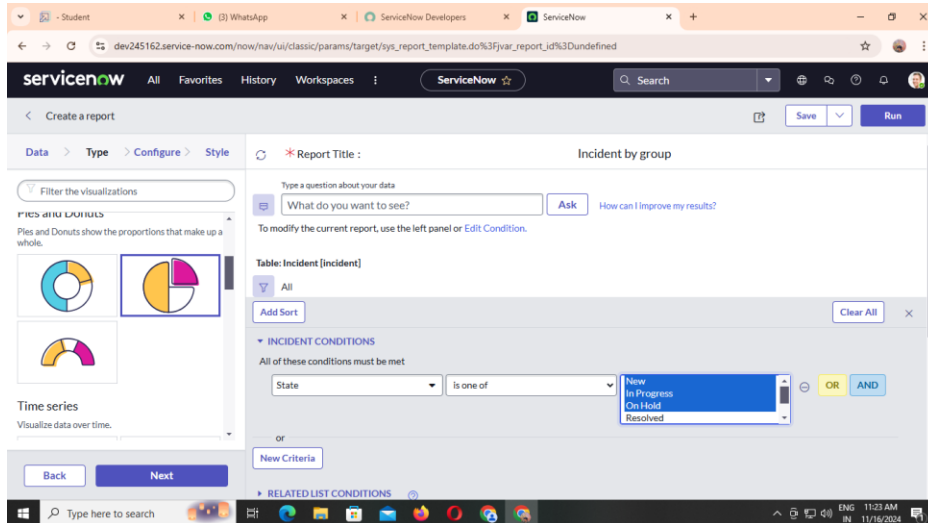 - Student
(3) WhatsApp
ServiceNow Developers
ServiceNow
dev245162.service-now.com/now/nav/ui/classic/params/target/sys_report_template.do%3Fjvar_report_id%3Dundefined
servicenow All Favorites History Workspaces ServiceNow Search
Create a report Save Run
Data Type Configure Style
Report Title : Incident by group
Filter the visualizations
Type a question about your data
What do you want to see? Ask How can I improve my results?
To modify the current report, use the left panel or Edit Condition.
Pies and Donuts
Pies and Donuts show the proportions that make up a
whole.
Table: Incident [incident]
All
Add Sort Clear All
INCIDENT CONDITIONS
All of these conditions must be met
State is one of
New
In Progress
On Hold
Resolved
OR AND
or
New Criteria
RELATED LIST CONDITIONS
Time series
Visualize data over time.
Back Next
Type here to search
ENG 11:23 AM
IN 11/16/2024